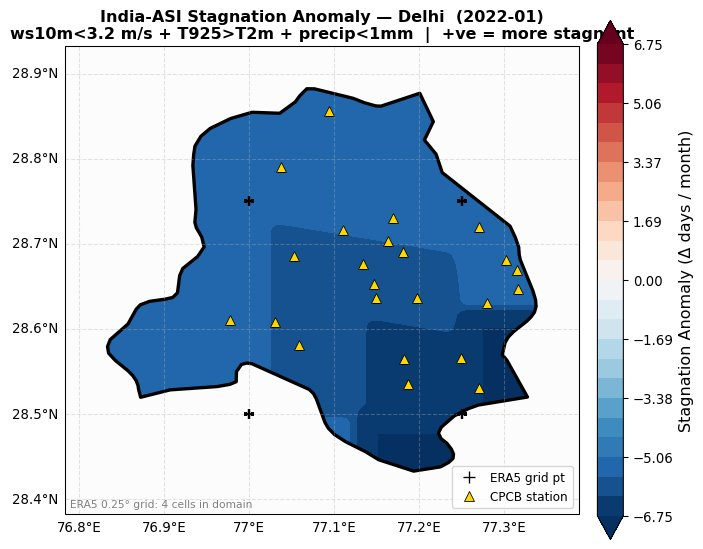 India-ASI Stagnation Anomaly — Delhi  (2022-01)
ws10m<3.2 m/s + T925>T2m + precip<1mm  |  +ve = more stagnant
28.9°N
28.8°N
28.7°N
28.6°N
28.5°N
28.4°N
76.8°E
76.9°E
77°E
77.1°E
77.2°E
77.3°E
ERA5 0.25° grid: 4 cells in domain
ERA5 grid pt
CPCB station
6.75
5.06
3.37
1.69
0.00
−1.69
−3.38
−5.06
−6.75
Stagnation Anomaly (Δ days / month)